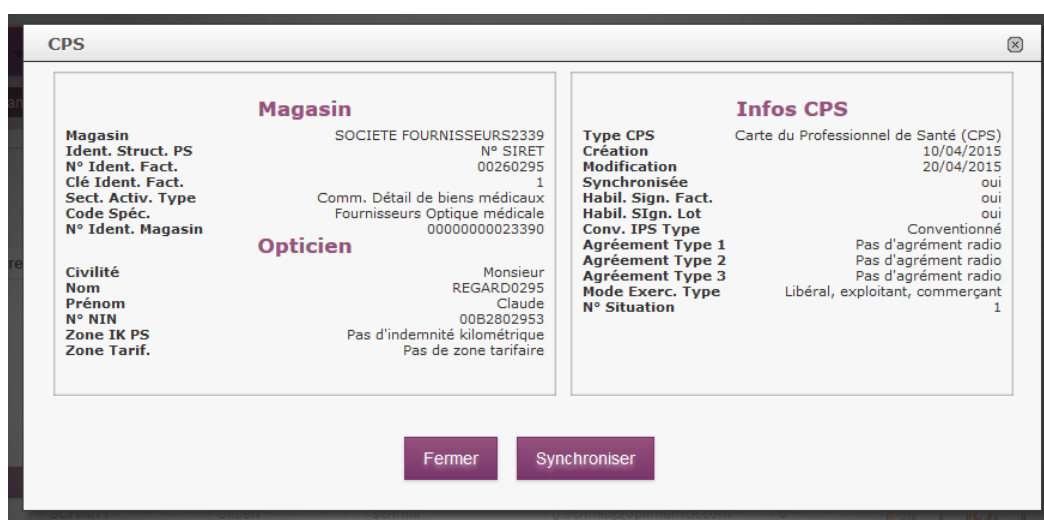 CPS
Magasin
Magasin SOCIETE FOURNISSEURS2339
Ident. Struct. PS N° SIRET
N° Ident. Fact. 00260295
Clé Ident. Fact. 1
Sect. Activ. Type Comm. Détail de biens médicaux
Code Spéc. Fournisseurs Optique médicale
N° Ident. Magasin 00000000023390
Opticien
Civilité Monsieur
Nom REGARD0295
Prénom Claude
N° NIN 00B2802953
Zone IK PS Pas d'indemnité kilométrique
Zone Tarif. Pas de zone tarifaire
Infos CPS
Type CPS Carte du Professionnel de Santé (CPS)
Création 10/04/2015
Modification 20/04/2015
Synchronisée oui
Habil. Sign. Fact. oui
Habil. SIgn. Lot oui
Conv. IPS Type Conventionné
Agréement Type 1 Pas d'agrément radio
Agréement Type 2 Pas d'agrément radio
Agréement Type 3 Pas d'agrément radio
Mode Exerc. Type Libéral, exploitant, commerçant
N° Situation 1
Fermer Synchroniser